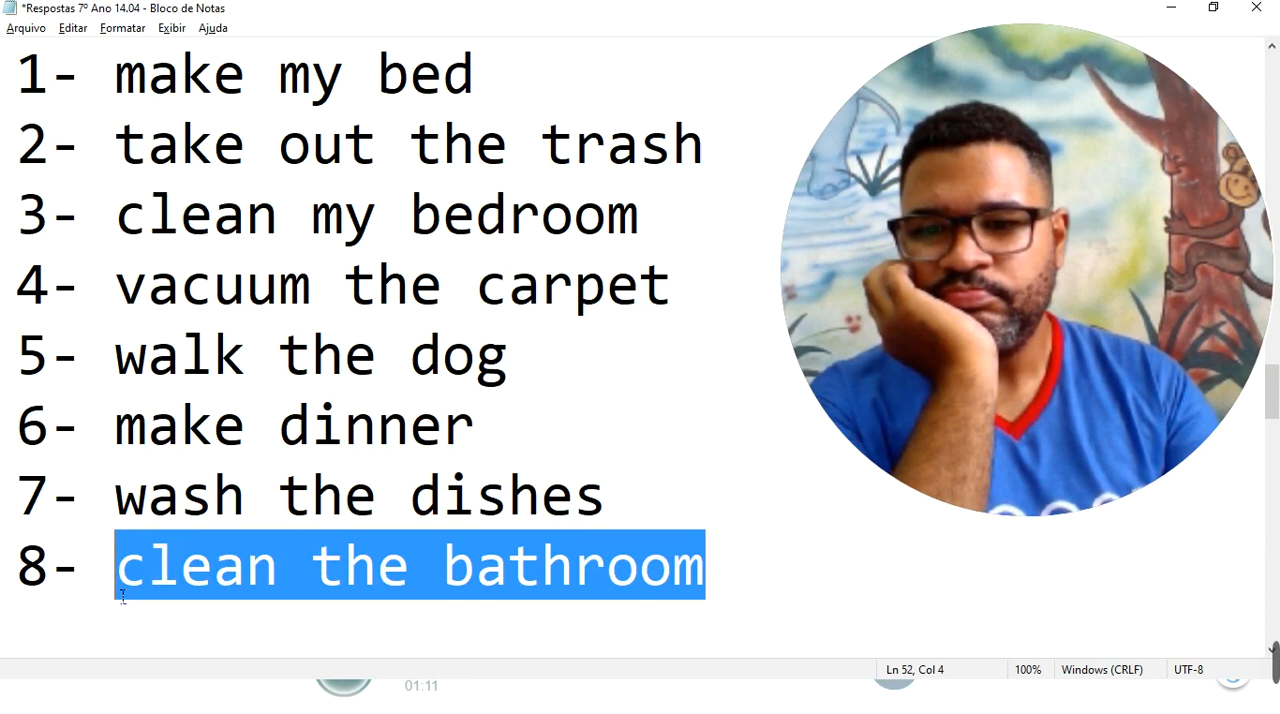 *Respostas 7º Ano 14.04 - Bloco de Notas
Arquivo Editar Formatar Exibir Ajuda
1- make my bed
2- take out the trash
3- clean my bedroom
4- vacuum the carpet
5- walk the dog
6- make dinner
7- wash the dishes
8- clean the bathroom
Ln 52, Col 4 100% Windows (CRLF) UTF-8
01:11